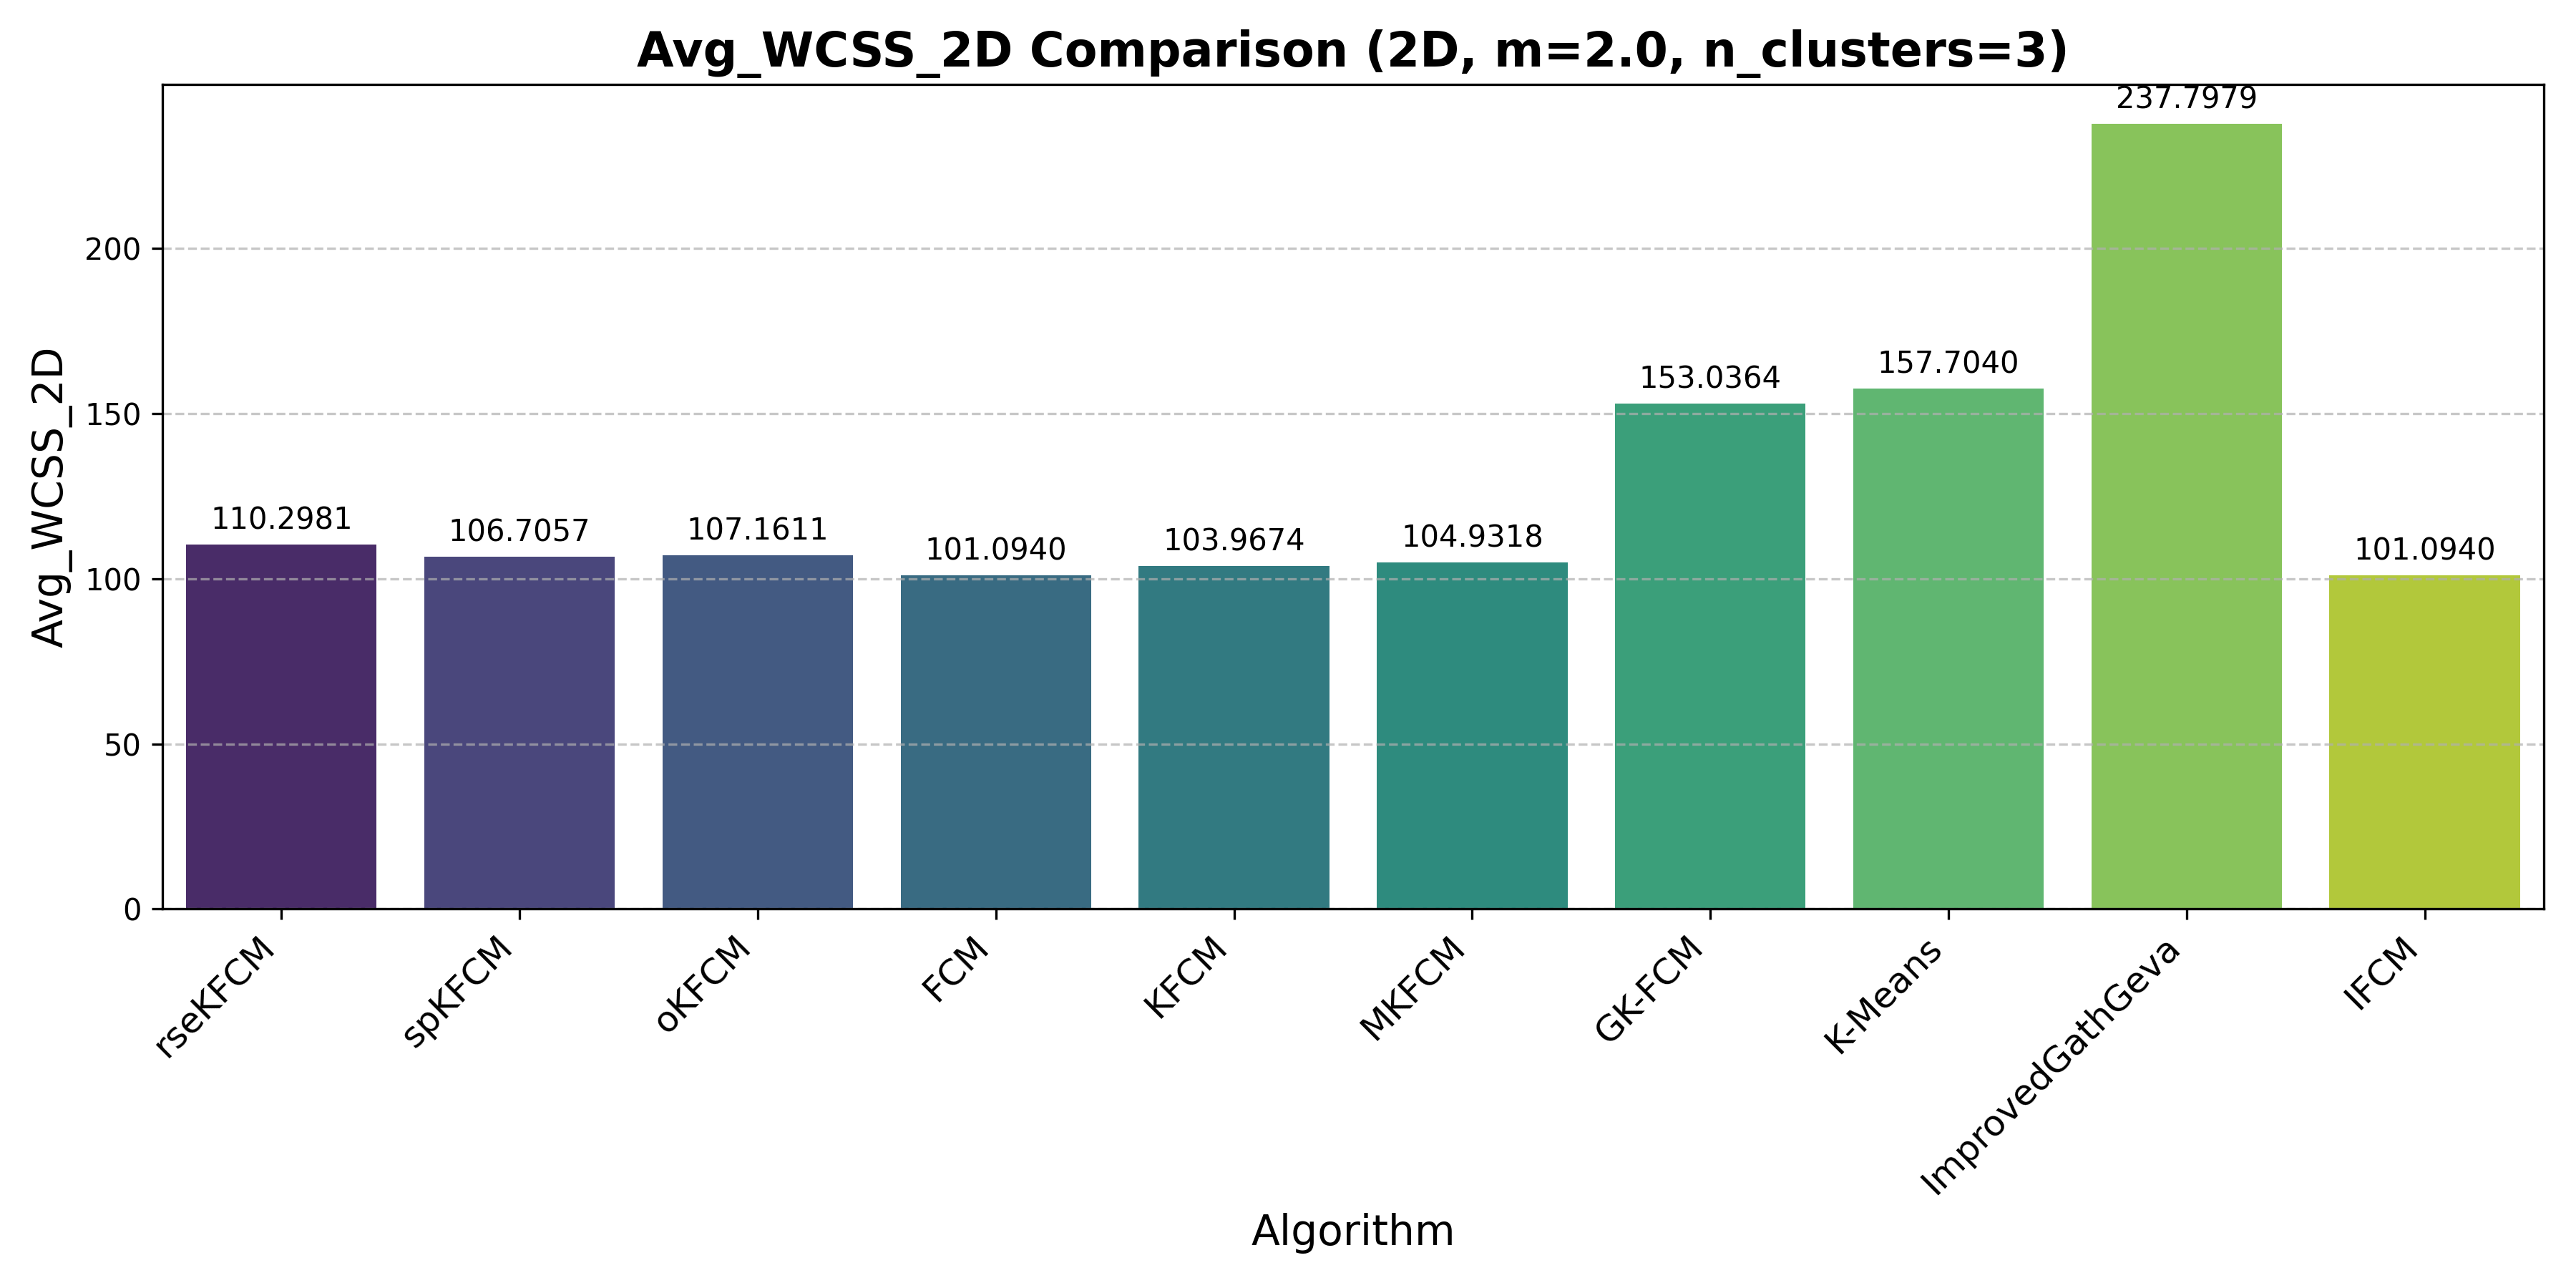 Avg_WCSS_2D Comparison (2D, m=2.0, n_clusters=3)
Avg_WCSS_2D
200
150
100
50
0
110.2981
106.7057
107.1611
101.0940
103.9674
104.9318
153.0364
157.7040
237.7979
101.0940
rseKFCM
spKFCM
oKFCM
FCM
KFCM
MKFCM
GK-FCM
K-Means
ImprovedGathGeva
IFCM
Algorithm